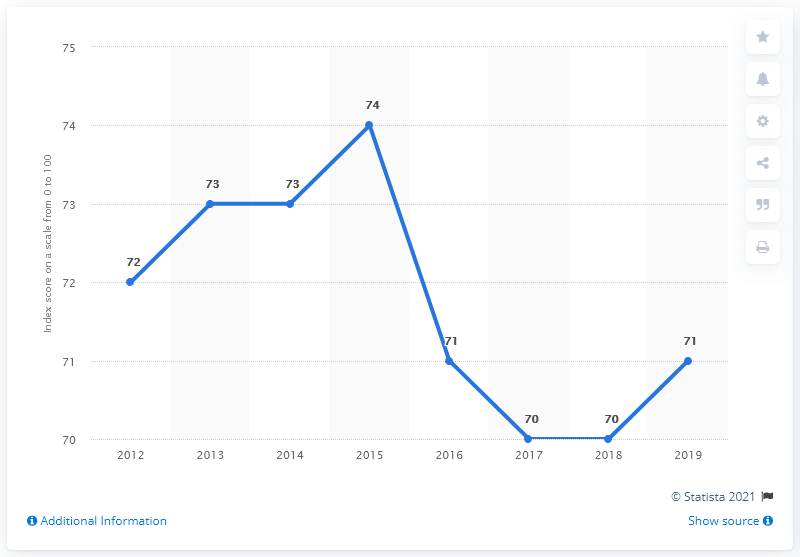 75
74
73
72
71
70
Index score on a scale from 0 to 100
72
73
73
74
71
70
70
71
2012 2013 2014 2015 2016 2017 2018 2019
© Statista 2021
Additional Information
Show source